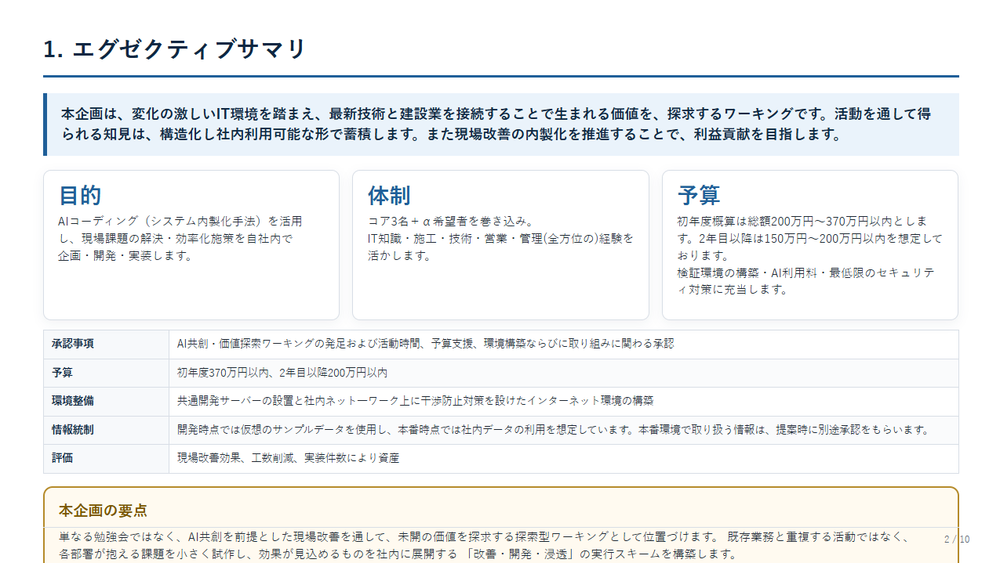 1. エグゼクティブサマリ
本企画は、変化の激しいIT環境を踏まえ、最新技術と建設業を接続することで生まれる価値を、探求するワーキングです。活動を通して得
られる知見は、構造化し社内利用可能な形で蓄積します。また現場改善の内製化を推進することで、利益貢献を目指します。
目的
AIコーディング（システム内製化手法）を活用
し、現場課題の解決・効率化施策を自社内で
企画・開発・実装します。
体制
コア3名＋α希望者を巻き込み。
IT知識・施工・技術・営業・管理(全方位の)経験を
活かします。
予算
初年度概算は総額200万円～370万円以内としま
す。2年目以降は150万円～200万円以内を想定して
おります。
検証環境の構築・AI利用料・最低限のセキュリテ
ィ対策に充当します。
承認事項 AI共創・価値探索ワーキングの発足および活動時間、予算支援、環境構築ならびに取り組みに関わる承認
予算 初年度370万円以内、2年目以降200万円以内
環境整備 共通開発サーバーの設置と社内ネットーワーク上に干渉防止対策を設けたインターネット環境の構築
情報統制 開発時点では仮想のサンプルデータを使用し、本番時点では社内データの利用を想定しています。本番環境で取り扱う情報は、提案時に別途承認をもらいます。
評価 現場改善効果、工数削減、実装件数により資産
本企画の要点
単なる勉強会ではなく、AI共創を前提とした現場改善を通して、未開の価値を探求する探索型ワーキングとして位置づけます。 既存業務と重複する活動ではなく、
各部署が抱える課題を小さく試作し、効果が見込めるものを社内に展開する 「改善・開発・浸透」の実行スキームを構築します。
2 / 10